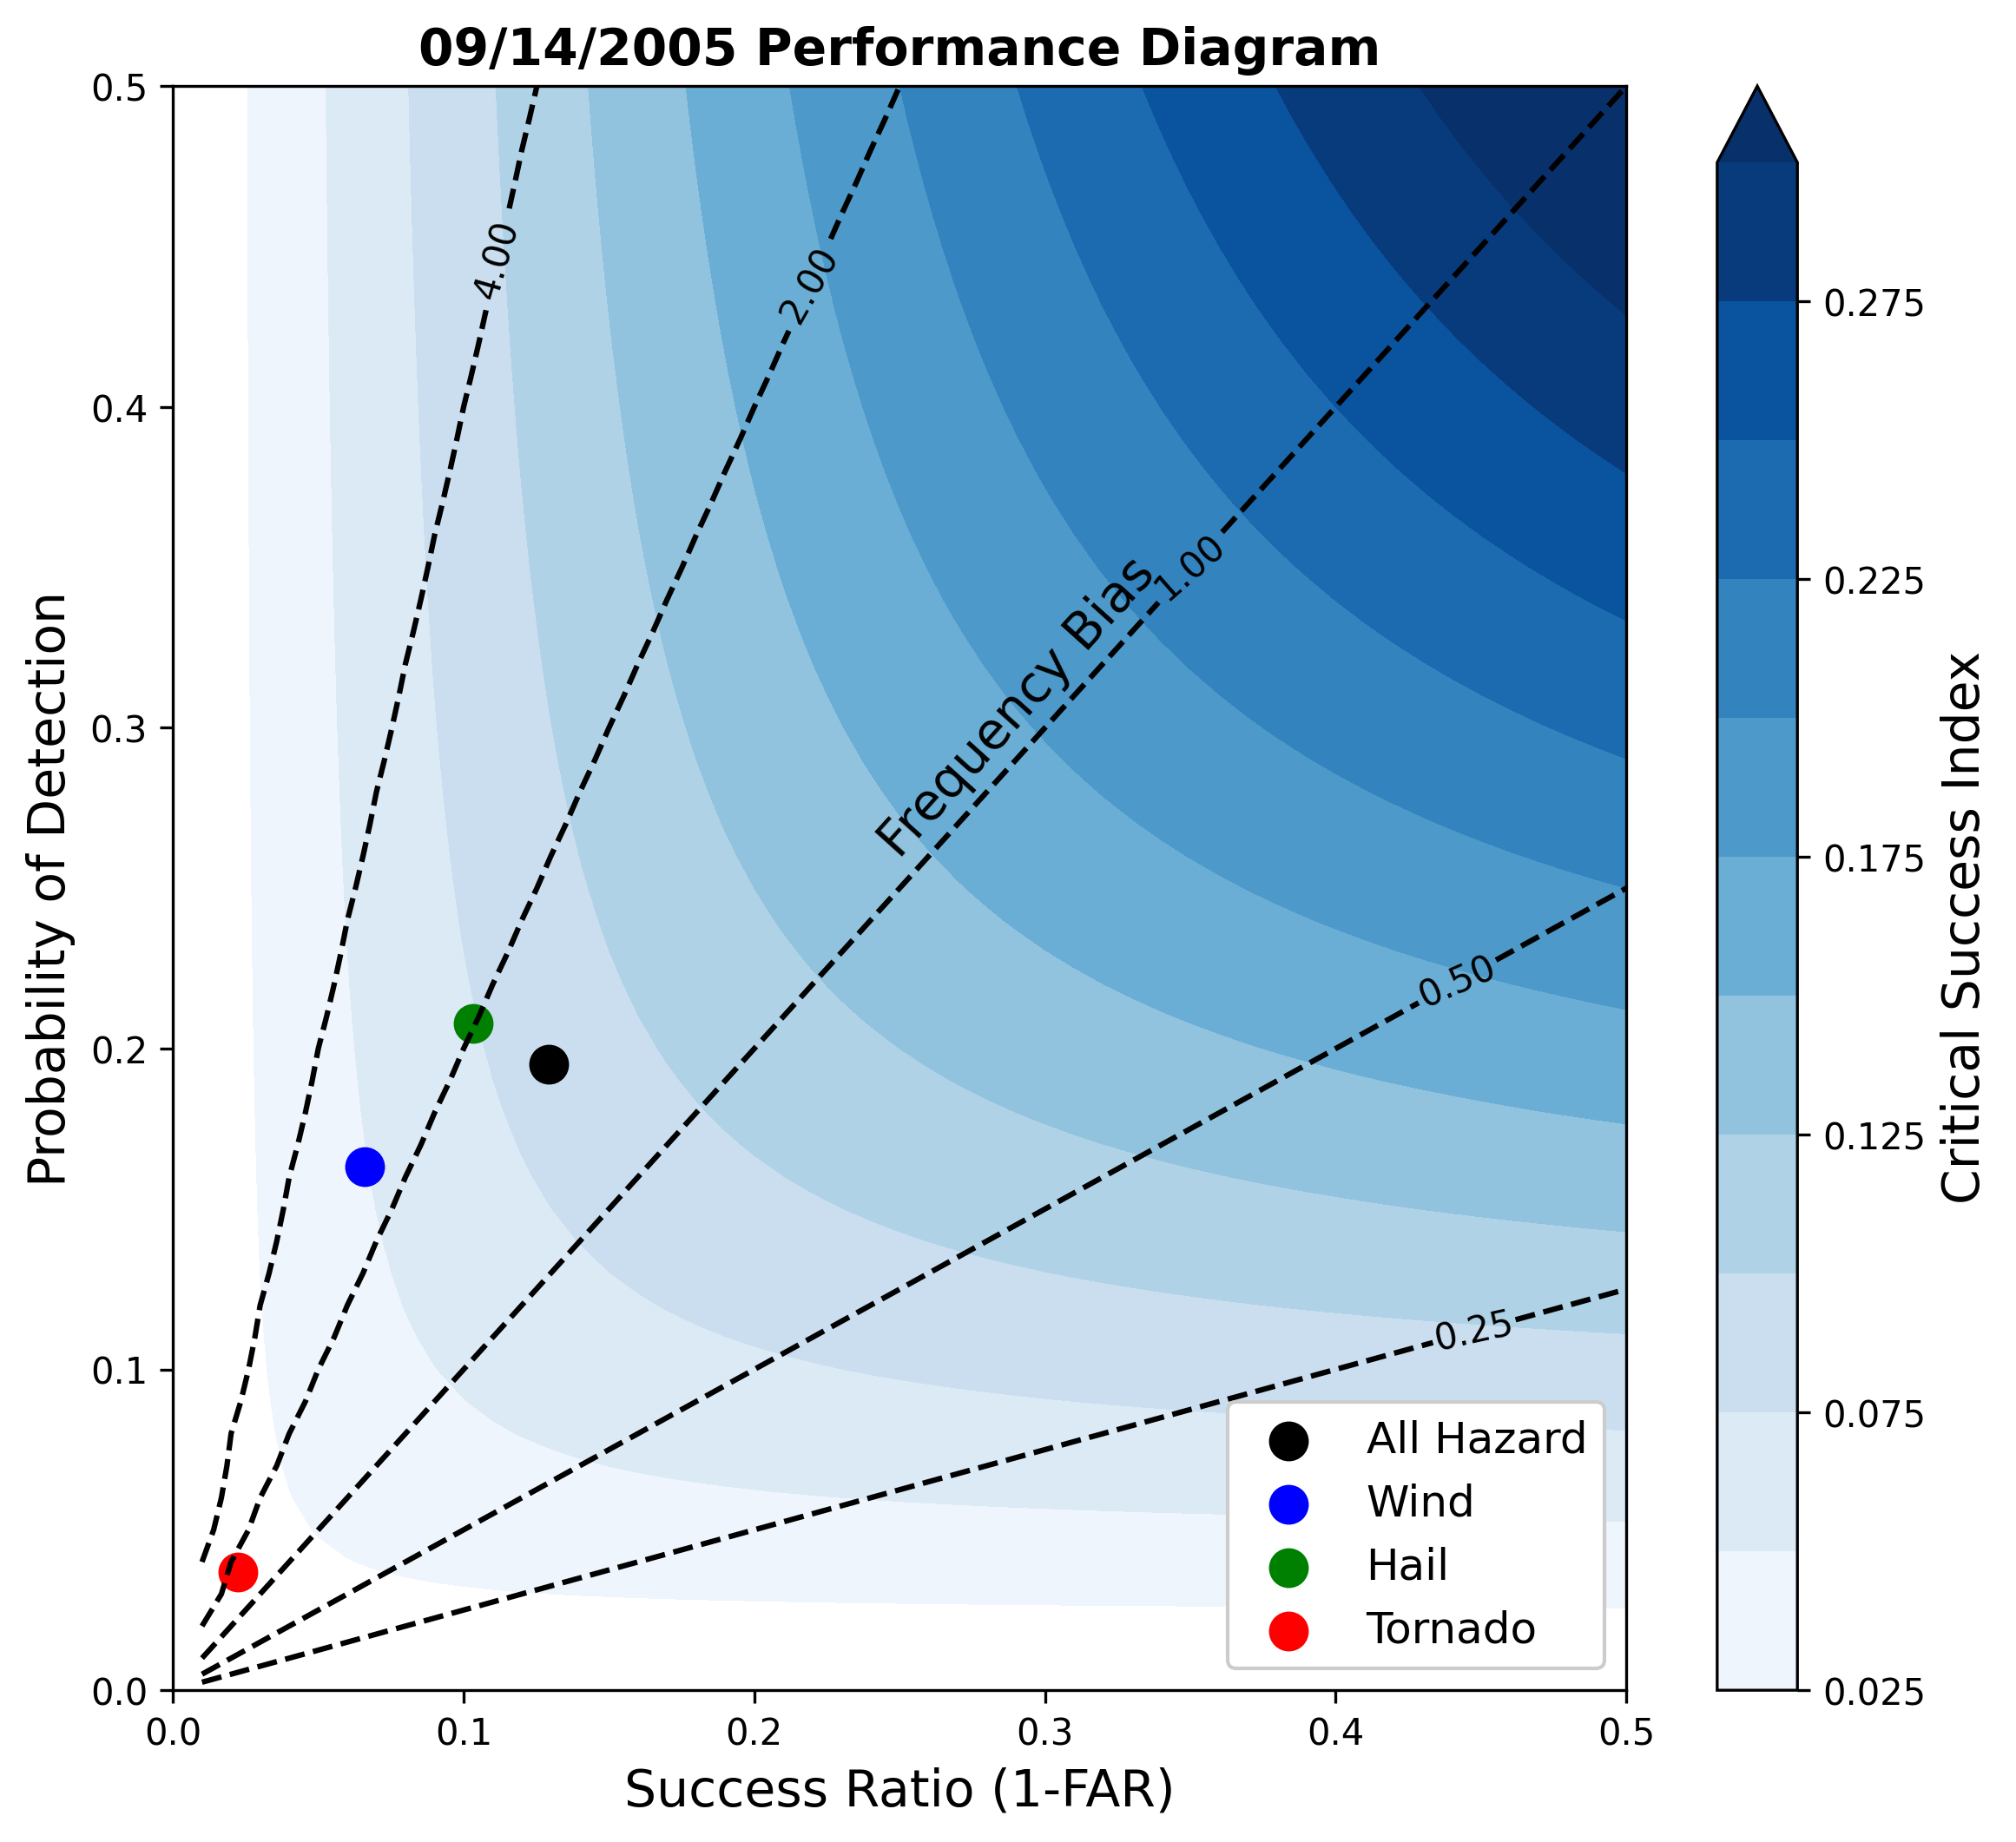 09/14/2005 Performance Diagram
0.5
0.4
0.3
0.2
0.1
0.0
Probability of Detection
4.00
2.00
1.00
Frequency Bias
0.50
0.25
All Hazard
Wind
Hail
Tornado
0.0 0.1 0.2 0.3 0.4 0.5
Success Ratio (1-FAR)
0.275
0.225
0.175
0.125
0.075
0.025
Critical Success Index